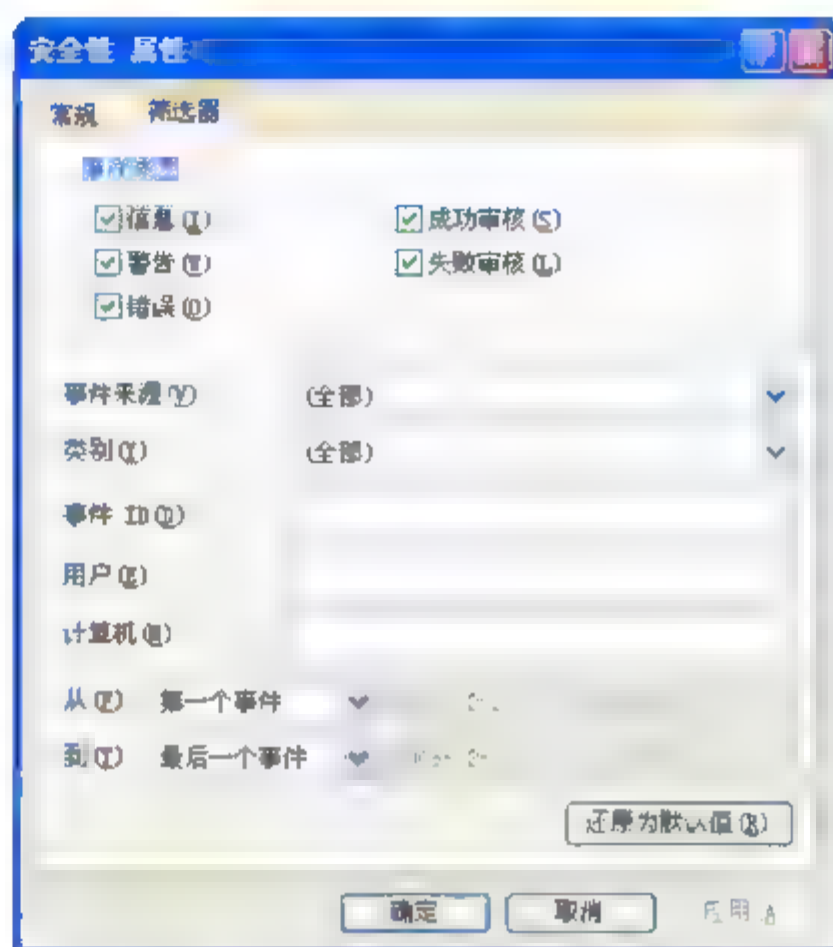 安全性 属性
常规 筛选器
信息(I) 成功审核(S)
警告 失败审核(L)
错误
事件来源(V) (全部)
类别 (全部)
事件 ID
用户
计算机
从(F) 第一个事件
到(T) 最后一个事件
还原为默认值(R)
确定 取消 应用